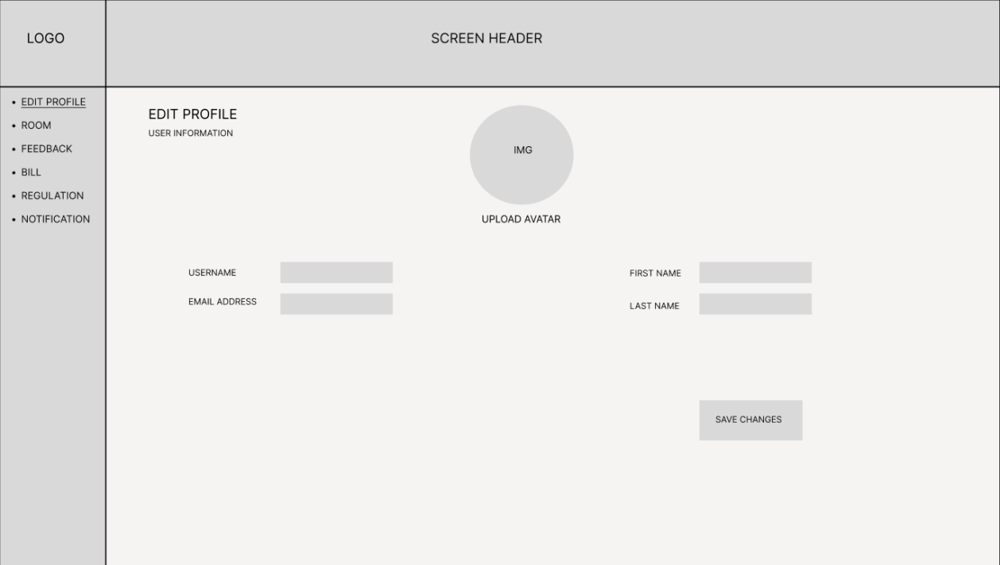 LOGO
SCREEN HEADER
• EDIT PROFILE
• ROOM
• FEEDBACK
• BILL
• REGULATION
• NOTIFICATION
EDIT PROFILE
USER INFORMATION
IMG
UPLOAD AVATAR
USERNAME
EMAIL ADDRESS
FIRST NAME
LAST NAME
SAVE CHANGES